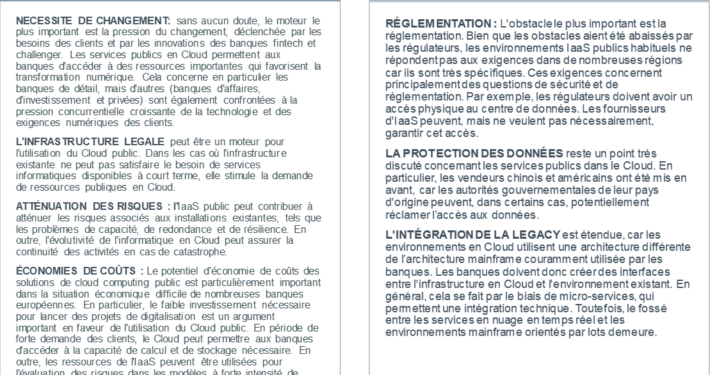 NECESSITE DE CHANGEMENT: sans aucun doute, le moteur le
plus important est la pression du changement, déclenchée par les
besoins des clients et par les innovations des banques fintech et
challenger. Les services publics en Cloud permettent aux
banques d'accéder à des ressources importantes qui favorisent la
transformation numérique. Cela concerne en particulier les
banques de détail, mais d'autres (banques d'affaires,
d'investissement et privées) sont également confrontées à la
pression concurrentielle croissante de la technologie et des
exigences numériques des clients.
L'INFRASTRUCTURE LEGALE peut être un moteur pour
l'utilisation du Cloud public. Dans les cas où l'infrastructure
existante ne peut pas satisfaire le besoin de services
informatiques disponibles à court terme, elle stimule la demande
de ressources publiques en Cloud.
ATTÉNUATION DES RISQUES : l'IaaS public peut contribuer à
atténuer les risques associés aux installations existantes, tels que
les problèmes de capacité, de redondance et de résilience. En
outre, l'évolutivité de l'informatique en Cloud peut assurer la
continuité des activités en cas de catastrophe.
ÉCONOMIES DE COÛTS : Le potentiel d'économie de coûts des
solutions de cloud computing public est particulièrement important
dans la situation économique difficile de nombreuses banques
européennes. En particulier, le faible investissement nécessaire
pour lancer des projets de digitalisation est un argument
important en faveur de l'utilisation du Cloud public. En période de
forte demande des clients, le Cloud peut permettre aux banques
d'accéder à la capacité de calcul et de stockage nécessaire. En
outre, les ressources de l'IaaS peuvent être utilisées pour
l'évaluation des risques dans les modèles à forte intensité de
RÉGLEMENTATION : L'obstacle le plus important est la
réglementation. Bien que les obstacles aient été abaissés par
les régulateurs, les environnements IaaS publics habituels ne
répondent pas aux exigences dans de nombreuses régions
car ils sont très spécifiques. Ces exigences concernent
principalement des questions de sécurité et de
réglementation. Par exemple, les régulateurs doivent avoir un
accès physique au centre de données. Les fournisseurs
d'IaaS peuvent, mais ne veulent pas nécessairement,
garantir cet accès.
LA PROTECTION DES DONNÉES reste un point très
discuté concernant les services publics dans le Cloud. En
particulier, les vendeurs chinois et américains ont été mis en
avant, car les autorités gouvernementales de leur pays
d'origine peuvent, dans certains cas, potentiellement
réclamer l'accès aux données.
L'INTÉGRATION DE LA LEGACY est étendue, car les
environnements en Cloud utilisent une architecture différente
de l'architecture mainframe couramment utilisée par les
banques. Les banques doivent donc créer des interfaces
entre l'infrastructure en Cloud et l'environnement existant. En
général, cela se fait par le biais de micro-services, qui
permettent une intégration technique. Toutefois, le fossé
entre les services en nuage en temps réel et les
environnements mainframe orientés par lots demeure.